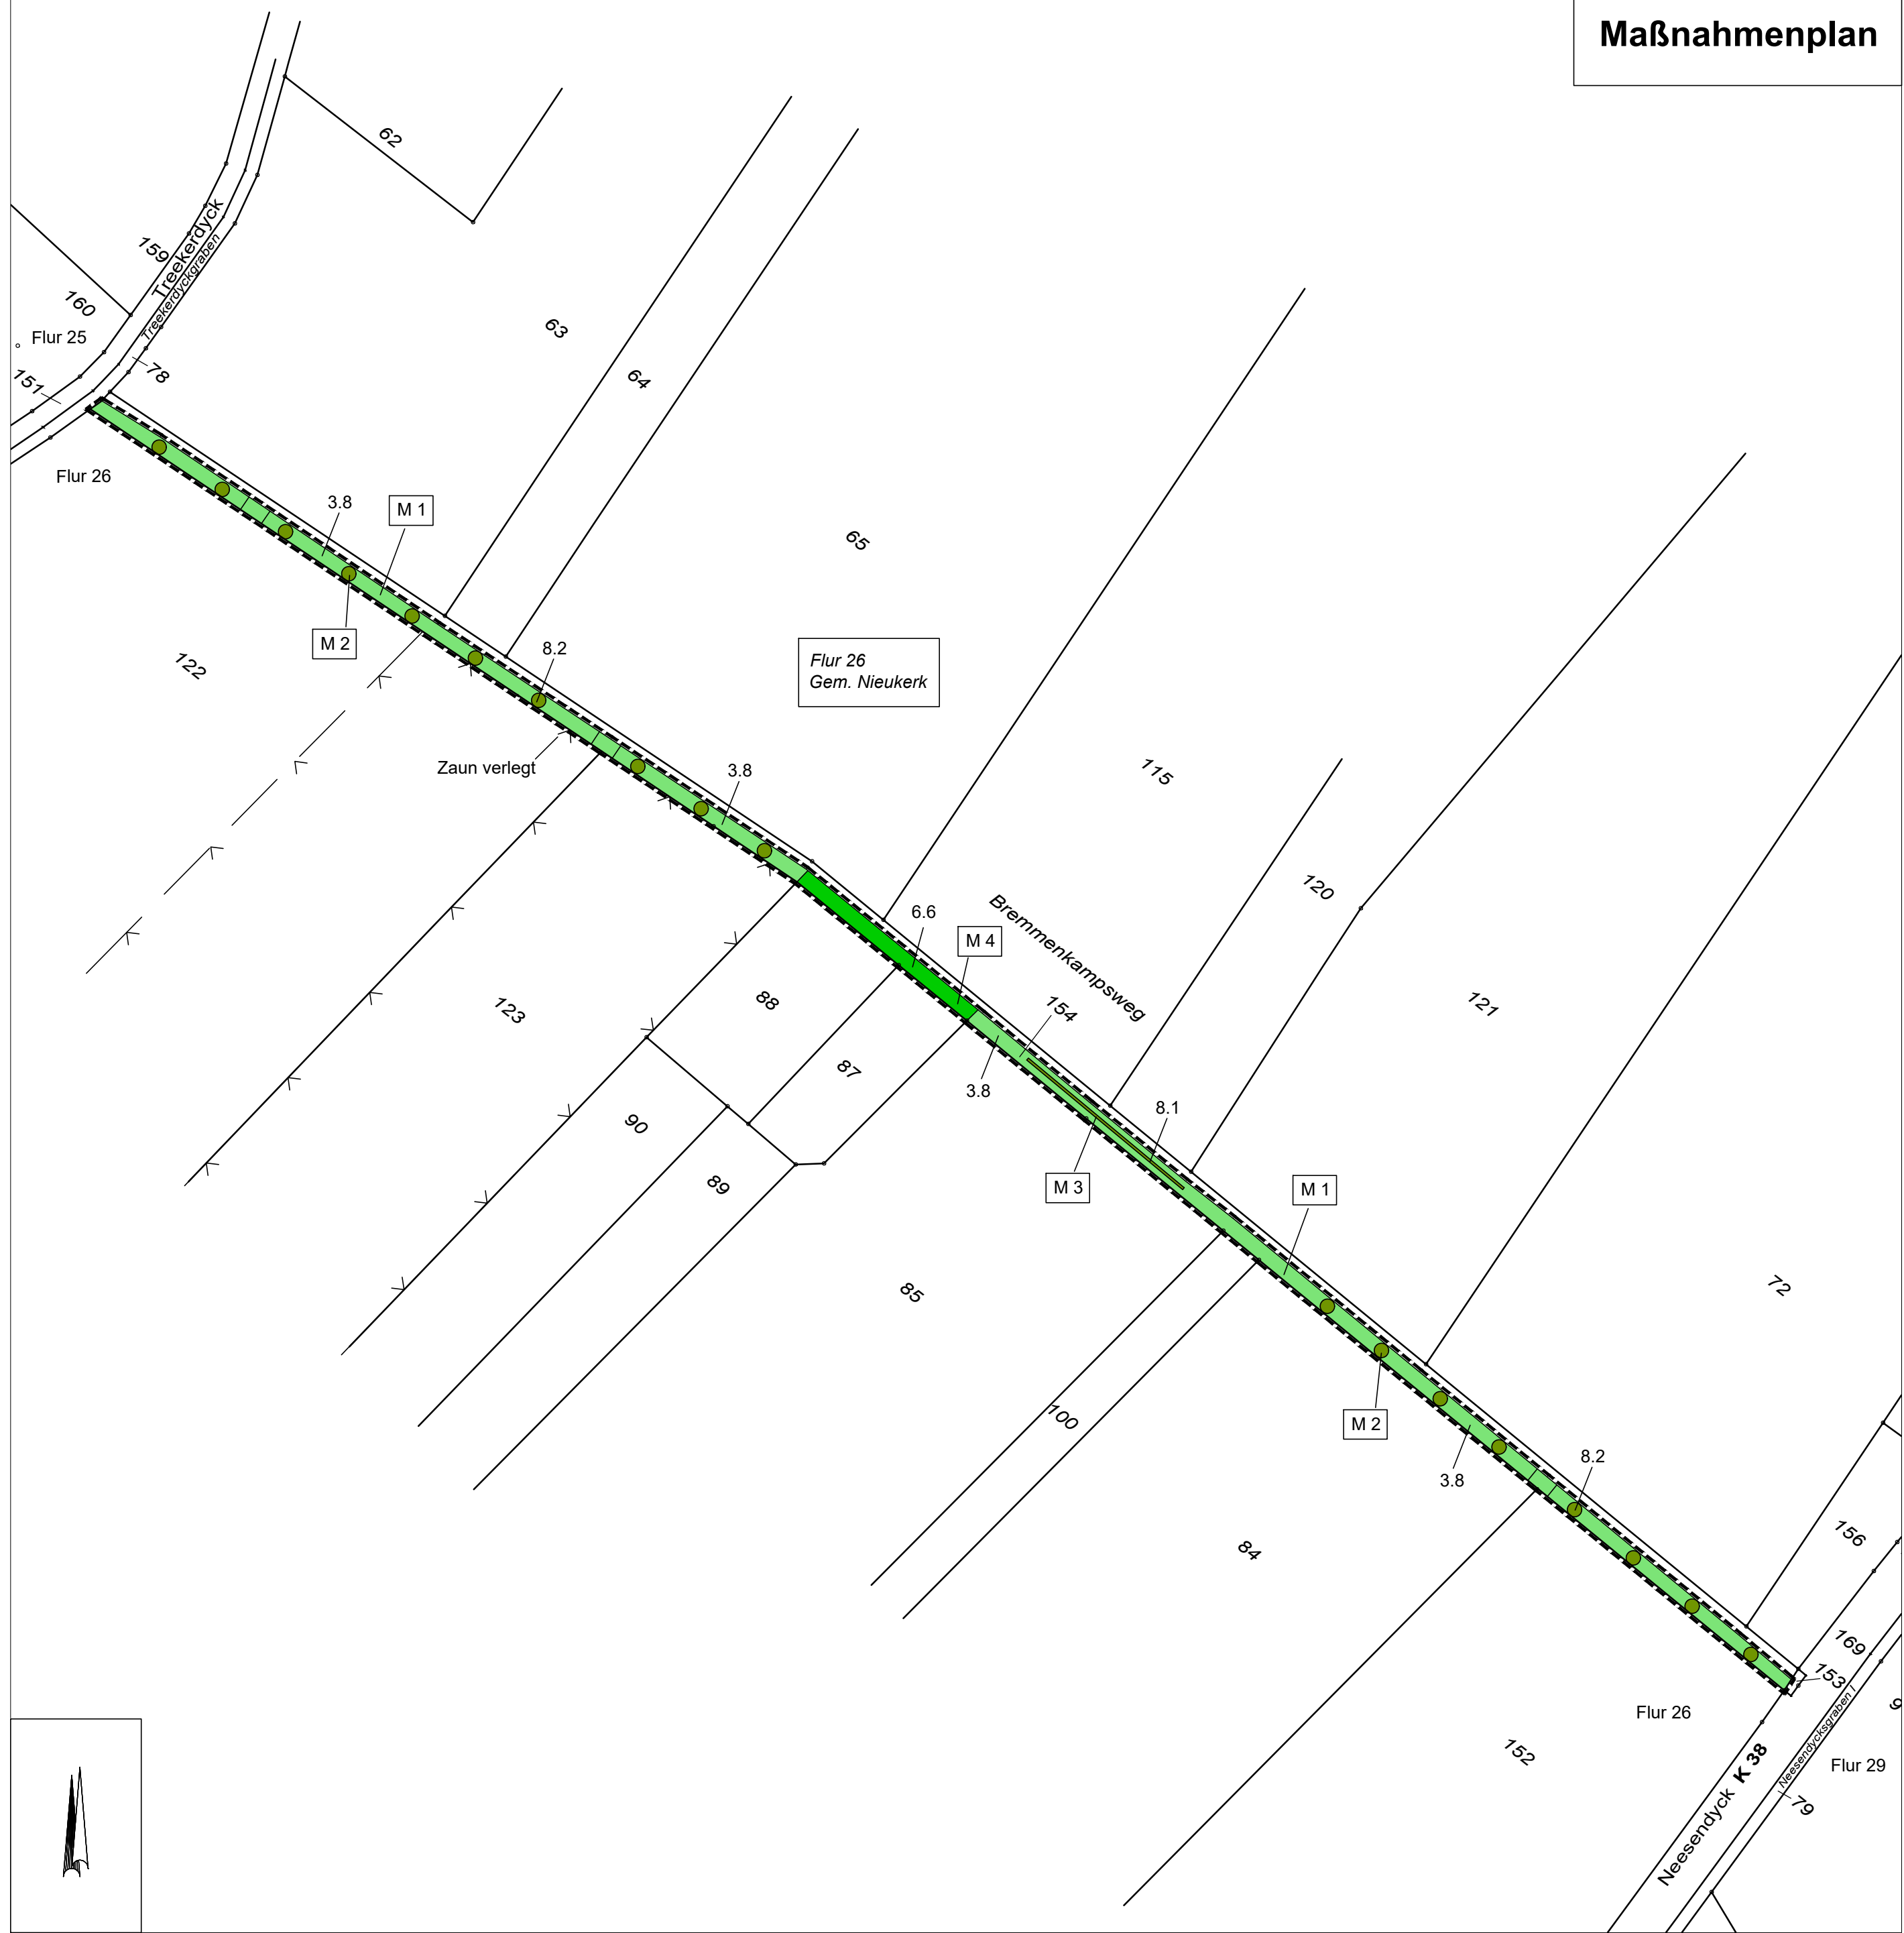 Maßnahmenplan
62
159
Treekerdyck
Treekerdyckgraben
160
Flur 25
63
64
78
151
Flur 26
3.8
M 1
65
M 2
8.2
122
Flur 26
Gem. Nieukerk
Zaun verlegt
3.8
115
120
6.6
M 4
Bremmenkampsweg
88
154
121
123
87
3.8
8.1
90
89
M 3
M 1
72
85
100
M 2
8.2
3.8
156
84
169
153
Flur 26
9
152
Neesendycksgraben I
Flur 29
Neesendyck K 38
79